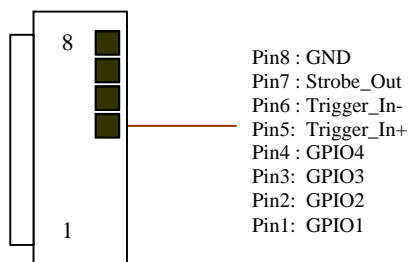 8
1
Pin8 : GND
Pin7 : Strobe_Out
Pin6 : Trigger_In-
Pin5: Trigger_In+
Pin4 : GPIO4
Pin3: GPIO3
Pin2: GPIO2
Pin1: GPIO1